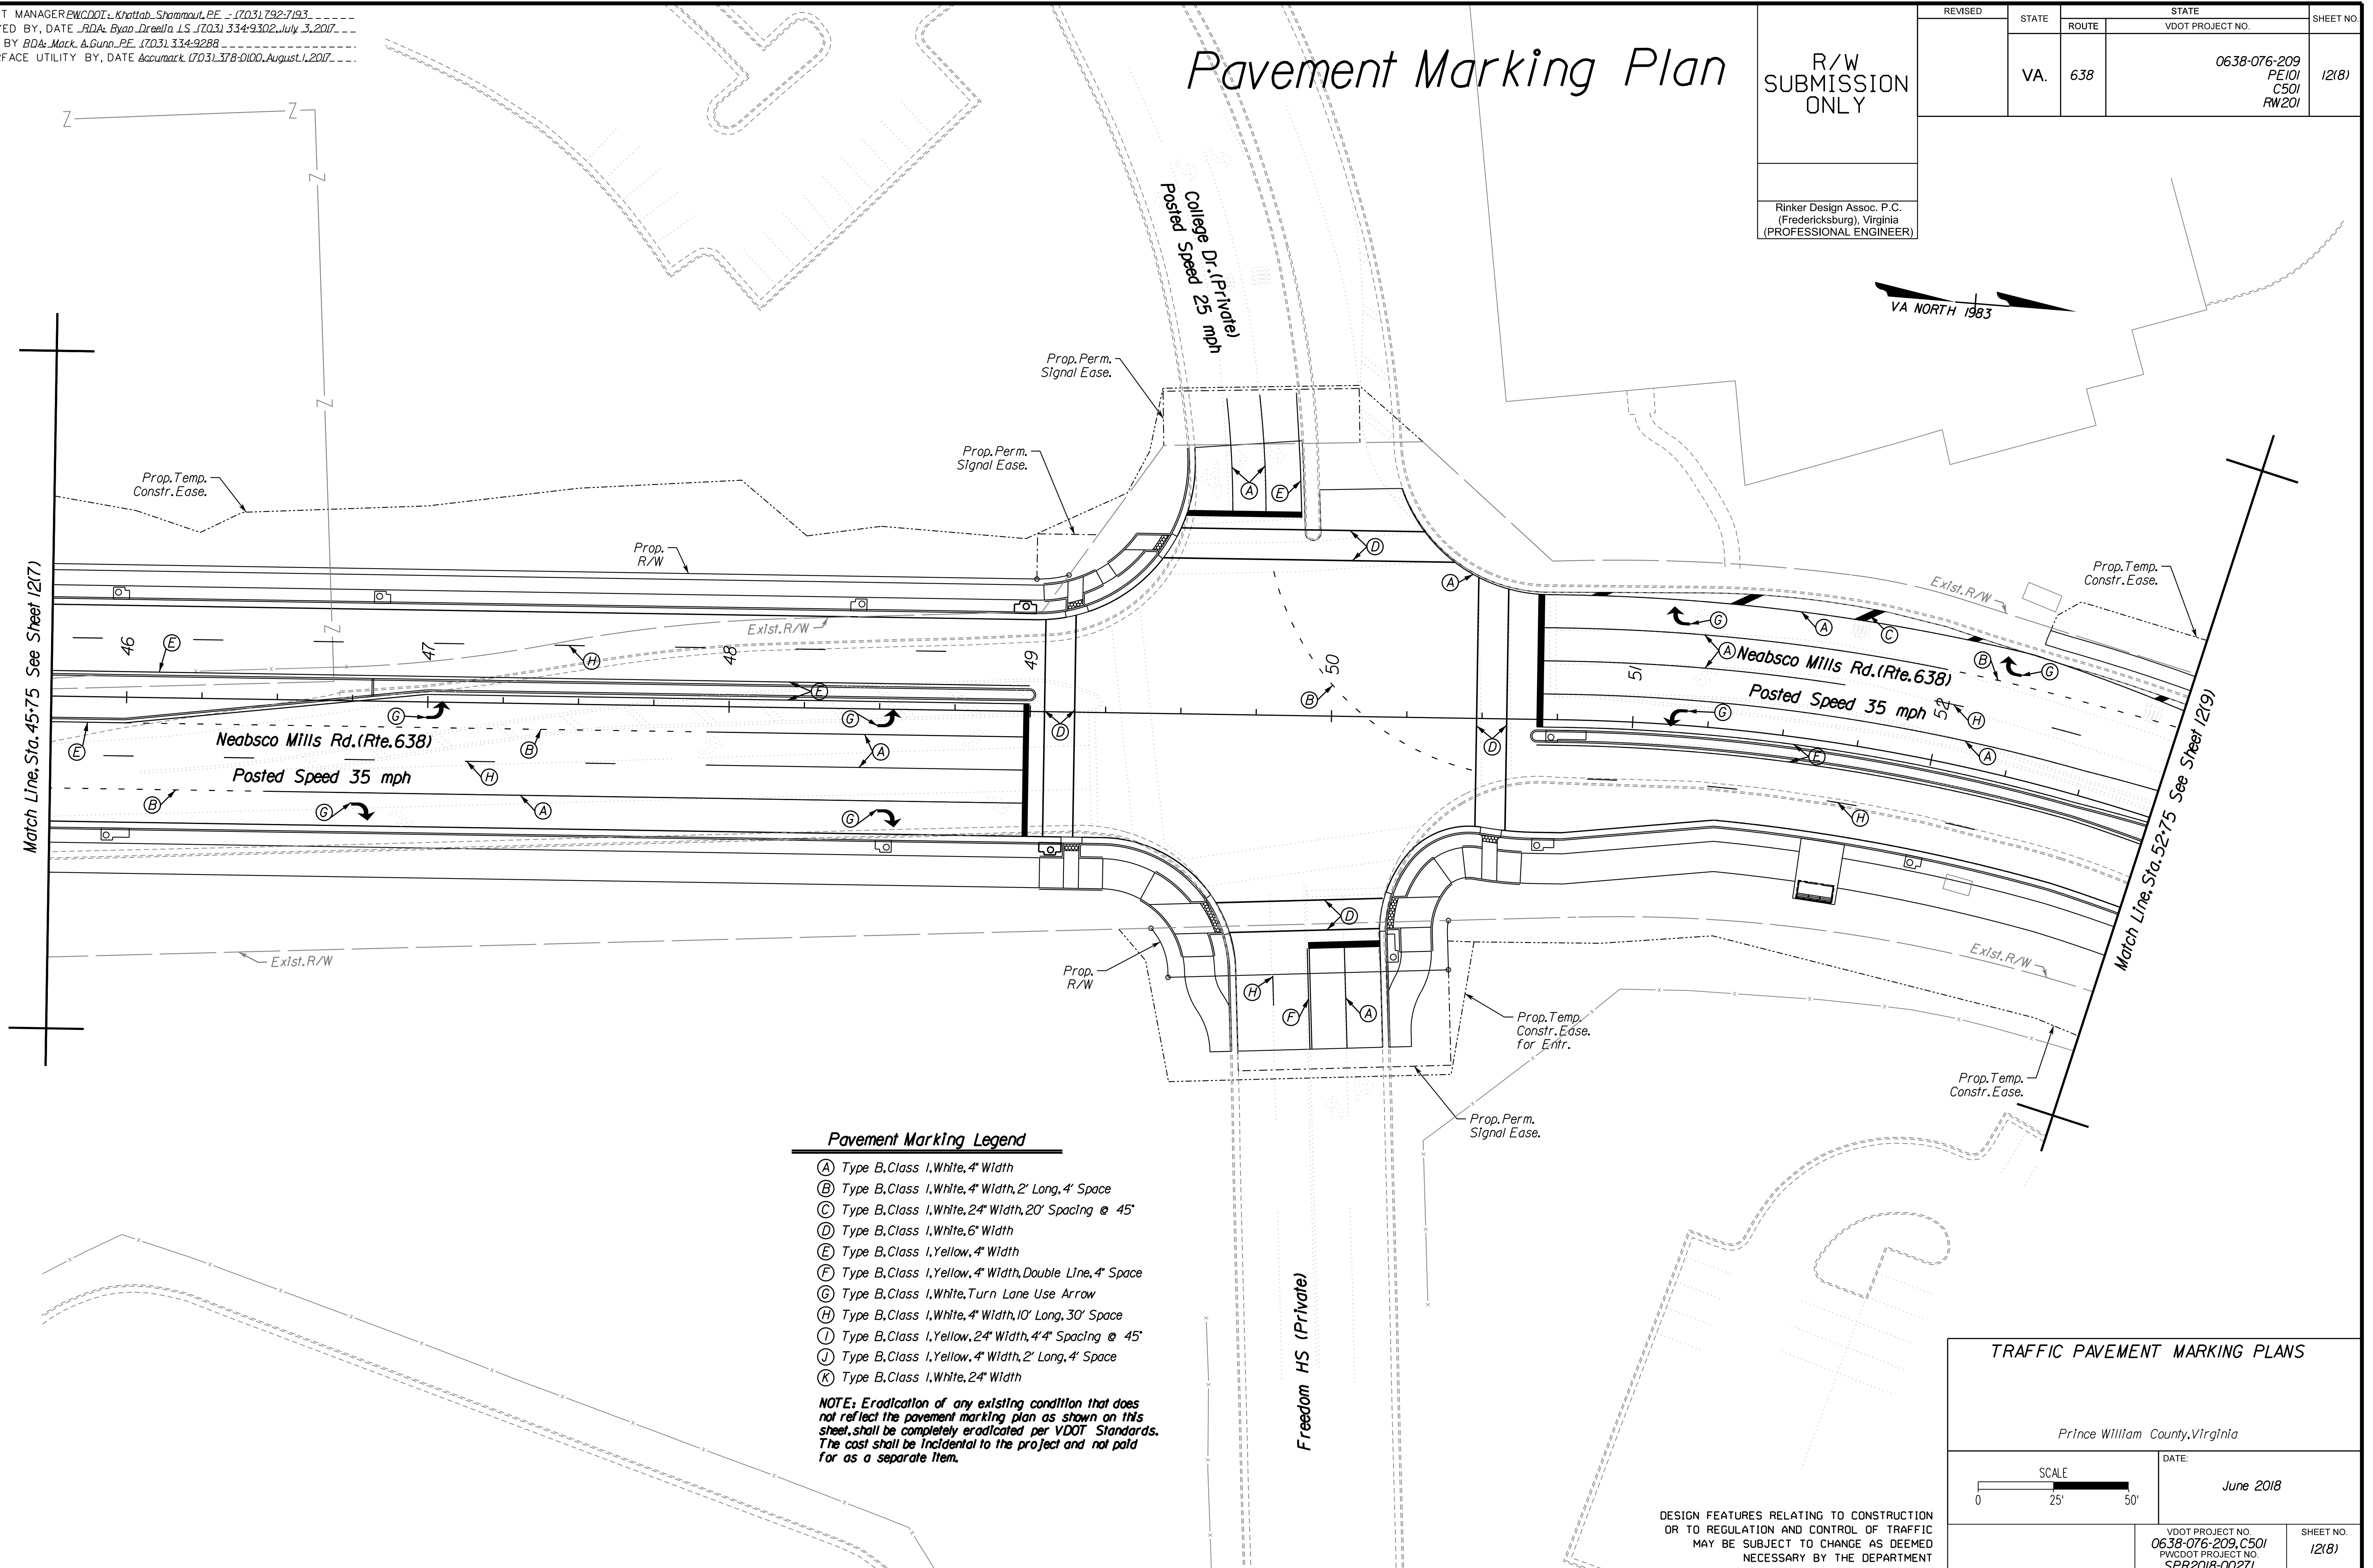 T MANAGER PWCDOT: Khattab Shammout, P.E. - (703) 792-7193
YED BY, DATE RDA: Ryan Dreelin LS (703) 334-9302, July 3, 2017
BY RDA: Mark A. Gunn P.E. (703) 334-9288
RFACE UTILITY BY, DATE Accumark (703) 378-0100, August 1, 2017
Pavement Marking Plan
R/W
SUBMISSION
ONLY
Rinker Design Assoc. P.C.
(Fredericksburg), Virginia
(PROFESSIONAL ENGINEER)
REVISED
STATE
STATE
ROUTE
VDOT PROJECT NO.
SHEET NO.
VA.
638
0638-076-209
PE101
C501
RW201
12(8)
VA NORTH 1983
Z
Z
Z
Z
Z
College Dr. (Private)
Posted Speed 25 mph
Prop. Perm.
Signal Ease.
Prop. Perm.
Signal Ease.
Prop. Temp.
Constr. Ease.
Prop.
R/W
A
E
D
A
Exist. R/W
Prop. Temp.
Constr. Ease.
Match Line, Sta. 45+75 See Sheet 12(7)
46
E
47
H
48
Exist. R/W
49
F
50
B
51
G
A
C
A
Neabsco Mills Rd. (Rte. 638)
B
G
Posted Speed 35 mph
52
H
G
A
F
H
D
D
G
G
E
Neabsco Mills Rd. (Rte. 638)
B
A
Posted Speed 35 mph
H
B
G
A
G
Match Line, Sta. 52+75 See Sheet 12(9)
Exist. R/W
Prop.
R/W
D
H
F
A
Exist. R/W
Prop. Temp.
Constr. Ease.
for Entr.
Prop. Temp.
Constr. Ease.
Prop. Perm.
Signal Ease.
Freedom HS (Private)
Pavement Marking Legend
A Type B, Class 1, White, 4" Width
B Type B, Class 1, White, 4" Width, 2' Long, 4' Space
C Type B, Class 1, White, 24" Width, 20' Spacing @ 45°
D Type B, Class 1, White, 6" Width
E Type B, Class 1, Yellow, 4" Width
F Type B, Class 1, Yellow, 4" Width, Double Line, 4" Space
G Type B, Class 1, White, Turn Lane Use Arrow
H Type B, Class 1, White, 4" Width, 10' Long, 30' Space
I Type B, Class 1, Yellow, 24" Width, 4'4" Spacing @ 45°
J Type B, Class 1, Yellow, 4" Width, 2' Long, 4' Space
K Type B, Class 1, White, 24" Width
NOTE: Eradication of any existing condition that does
not reflect the pavement marking plan as shown on this
sheet, shall be completely eradicated per VDOT Standards.
The cost shall be incidental to the project and not paid
for as a separate item.
DESIGN FEATURES RELATING TO CONSTRUCTION
OR TO REGULATION AND CONTROL OF TRAFFIC
MAY BE SUBJECT TO CHANGE AS DEEMED
NECESSARY BY THE DEPARTMENT
TRAFFIC PAVEMENT MARKING PLANS
Prince William County, Virginia
SCALE
0 25' 50'
DATE:
June 2018
VDOT PROJECT NO.
0638-076-209, C501
PWCDOT PROJECT NO.
SPR2018-00271
SHEET NO.
12(8)